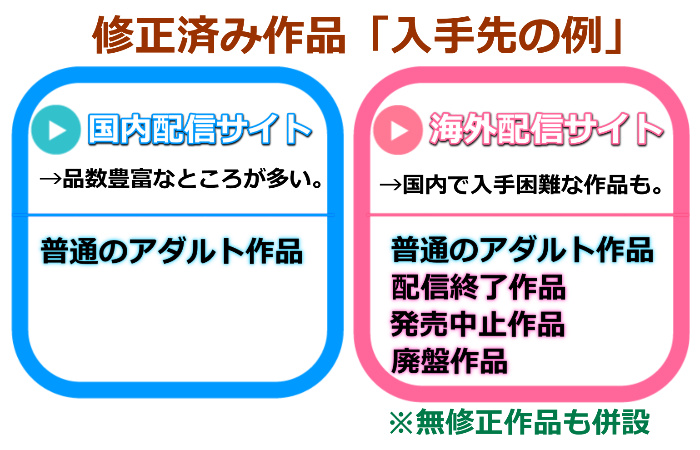 修正済み作品「入手先の例」
国内配信サイト
→品数豊富なところが多い。
普通のアダルト作品
海外配信サイト
→国内で入手困難な作品も。
普通のアダルト作品
配信終了作品
発売中止作品
廃盤作品
※無修正作品も併設